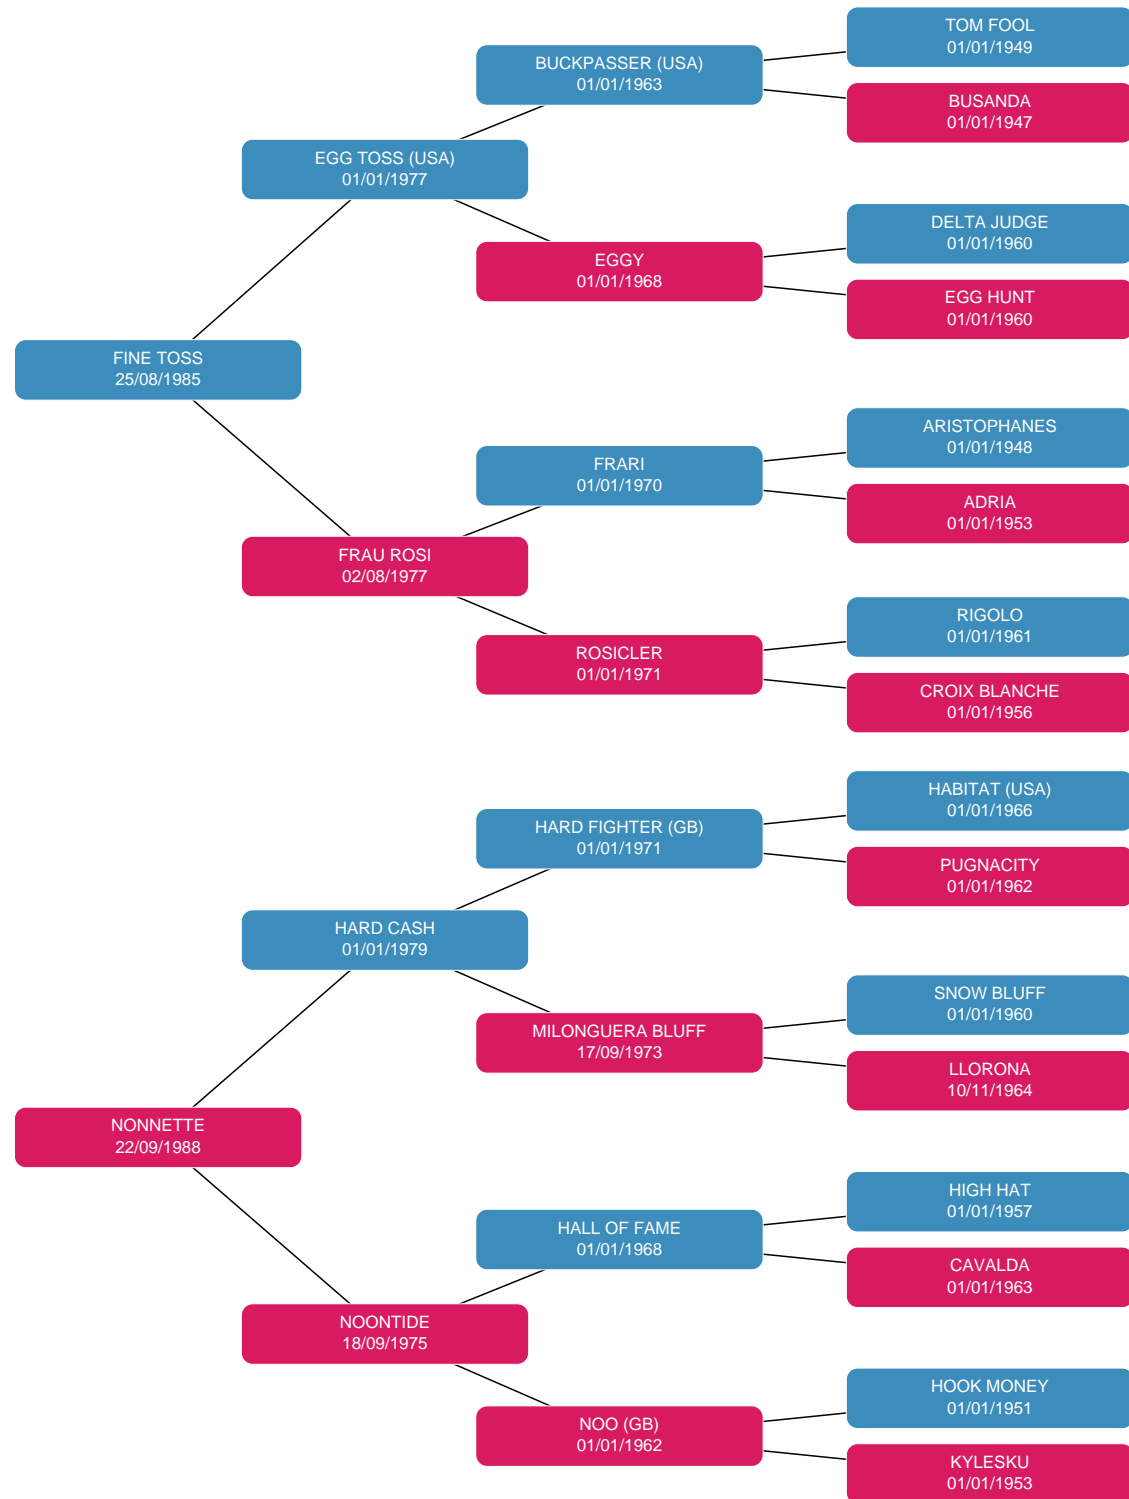 TOM FOOL
01/01/1949
BUCKPASSER (USA)
01/01/1963
BUSANDA
01/01/1947
EGG TOSS (USA)
01/01/1977
DELTA JUDGE
01/01/1960
EGGY
01/01/1968
EGG HUNT
01/01/1960
FINE TOSS
25/08/1985
ARISTOPHANES
01/01/1948
FRARI
01/01/1970
ADRIA
01/01/1953
FRAU ROSI
02/08/1977
RIGOLO
01/01/1961
ROSICLER
01/01/1971
CROIX BLANCHE
01/01/1956
HABITAT (USA)
01/01/1966
HARD FIGHTER (GB)
01/01/1971
PUGNACITY
01/01/1962
HARD CASH
01/01/1979
SNOW BLUFF
01/01/1960
MILONGUERA BLUFF
17/09/1973
LLORONA
10/11/1964
NONNETTE
22/09/1988
HIGH HAT
01/01/1957
HALL OF FAME
01/01/1968
CAVALDA
01/01/1963
NOONTIDE
18/09/1975
HOOK MONEY
01/01/1951
NOO (GB)
01/01/1962
KYLESKU
01/01/1953